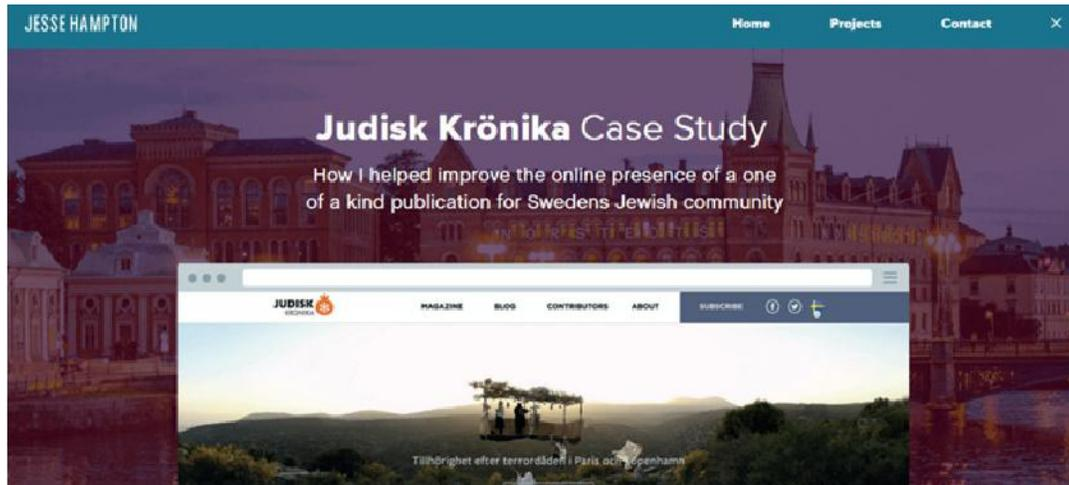 JESSE HAMPTON
Home Projects Contact ×
Judisk Krönika Case Study
How I helped improve the online presence of a one
of a kind publication for Swedens Jewish community
JUDISK
KRÖNIKA
MAGAZINE BLOG CONTRIBUTORS ABOUT SUBSCRIBE
Tillhörighet efter terrordåden i Paris och Köpenhamn